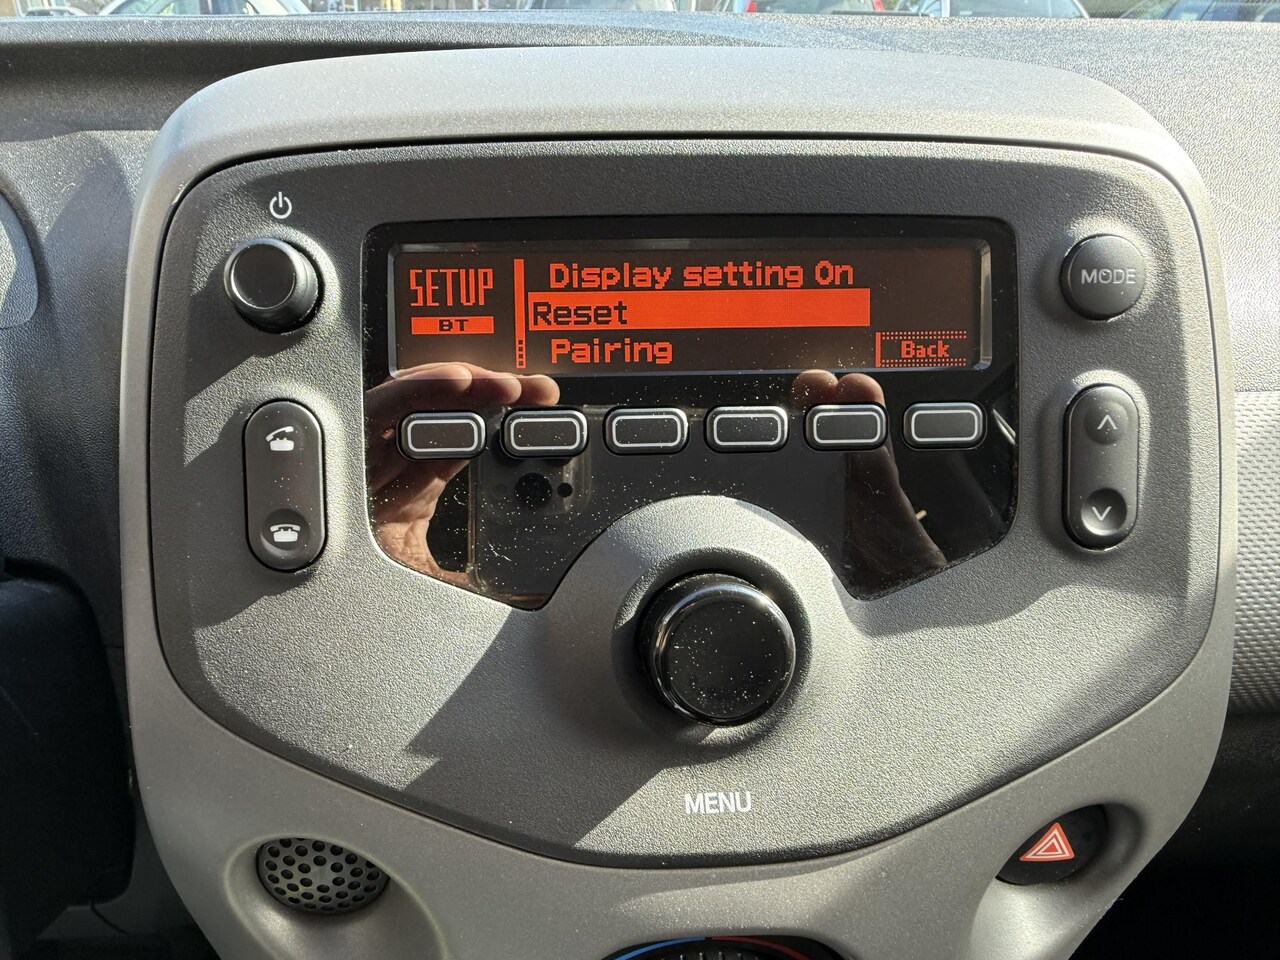 SETUP
BT
Display setting On
Reset
Pairing
Back
MODE
MENU